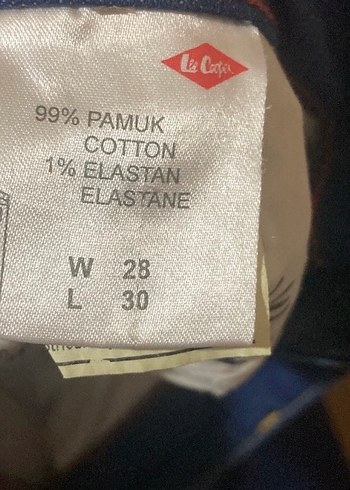 Lee Cooper
99% PAMUK
COTTON
1% ELASTAN
ELASTANE
W 28
L 30